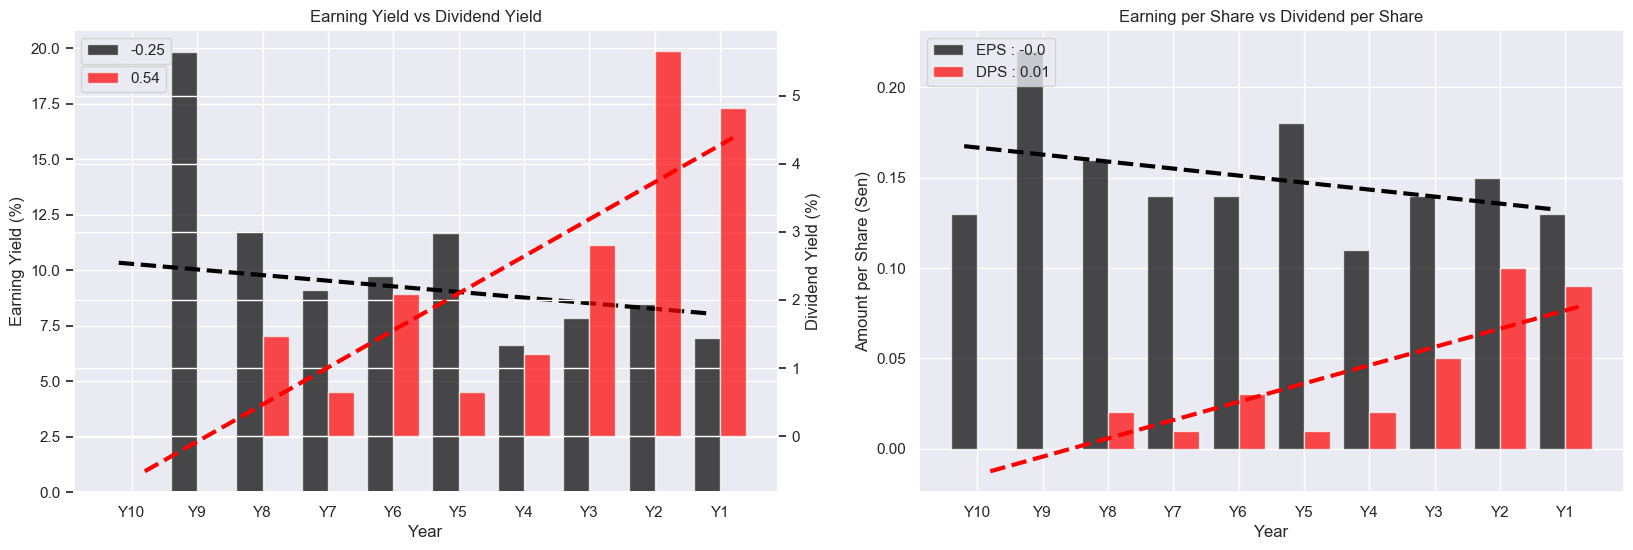 Earning Yield vs Dividend Yield
-0.25
0.54
20.0
17.5
15.0
12.5
10.0
7.5
5.0
2.5
0.0
Earning Yield (%)
5
4
3
2
1
0
Dividend Yield (%)
Y10 Y9 Y8 Y7 Y6 Y5 Y4 Y3 Y2 Y1
Year
Earning per Share vs Dividend per Share
EPS : -0.0
DPS : 0.01
0.20
0.15
0.10
0.05
0.00
Amount per Share (Sen)
Y10 Y9 Y8 Y7 Y6 Y5 Y4 Y3 Y2 Y1
Year